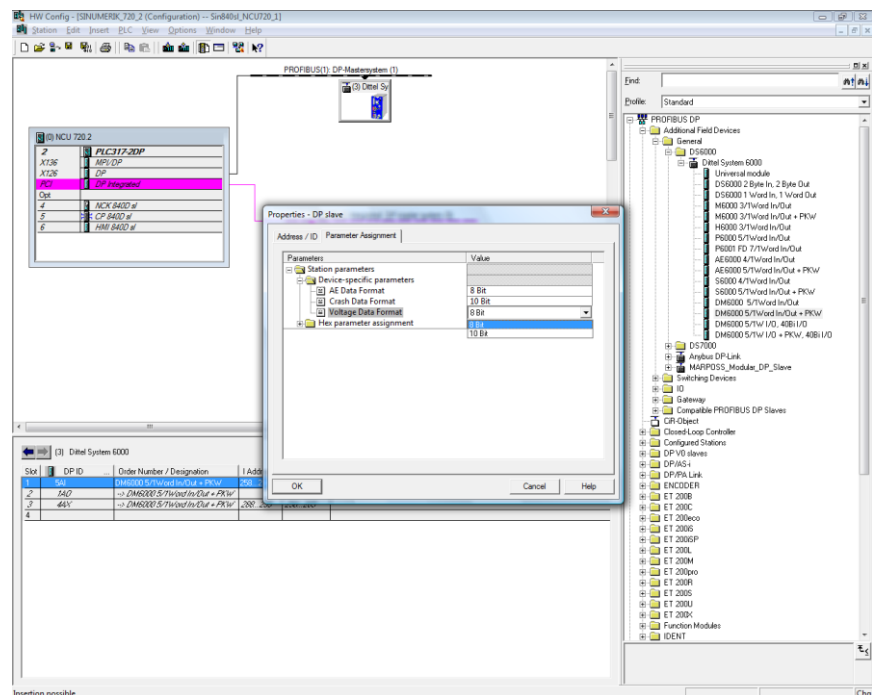 HW Config - [SINUMERIK_720_2 (Configuration) -- Sin840sl_NCU720_1]
Station Edit Insert PLC View Options Window Help
PROFIBUS(1): DP-Mastersystem (1)
(3) Dittel Sy
(0) NCU 720.2
2 PLC317-2DP
X136 MPI/DP
X126 DP
PCI DP integrated
Opt
4 NCK 840D sl
5 CP 840D sl
6 HMI 840D sl
Properties - DP slave
Address / ID Parameter Assignment
Parameters Value
Station parameters
Device-specific parameters
AE Data Format 8 Bit
Crash Data Format 10 Bit
Voltage Data Format 8 Bit
Hex parameter assignment 8 Bit
10 Bit
OK Cancel Help
(3) Dittel System 6000
Slot DP ID ... Order Number / Designation I Add
1 5AI DM6000 5/1Word In/Out + PKW
2 1AO --> DM6000 5/1Word In/Out + PKW
3 4AX --> DM6000 5/1Word In/Out + PKW
4
Find:
Profile: Standard
PROFIBUS DP
Additional Field Devices
General
DS6000
Dittel System 6000
Universal module
DS6000 2 Byte In, 2 Byte Out
DS6000 1 Word In, 1 Word Out
M6000 3/1Word In/Out
M6000 3/1Word In/Out + PKW
H6000 3/1Word In/Out
P6000 5/1Word In/Out
P6001 FD 7/1Word In/Out
AE6000 4/1Word In/Out
AE6000 5/1Word In/Out + PKW
S6000 4/1Word In/Out
S6000 5/1Word In/Out + PKW
DM6000 5/1Word In/Out
DM6000 5/1Word In/Out + PKW
DM6000 5/1W I/O, 40Bi I/O
DM6000 5/1W I/O + PKW, 40Bi I/O
DS7000
Anybus DP-Link
MARPOSS_Modular_DP_Slave
Switching Devices
IO
Gateway
Compatible PROFIBUS DP Slaves
CiR-Object
Closed-Loop Controller
Configured Stations
DP V0 slaves
DP/AS-i
DP/PA Link
ENCODER
ET 200B
ET 200C
ET 200eco
ET 200iS
ET 200iSP
ET 200L
ET 200M
ET 200pro
ET 200R
ET 200S
ET 200U
ET 200X
Function Modules
IDENT
Insertion possible
Chg